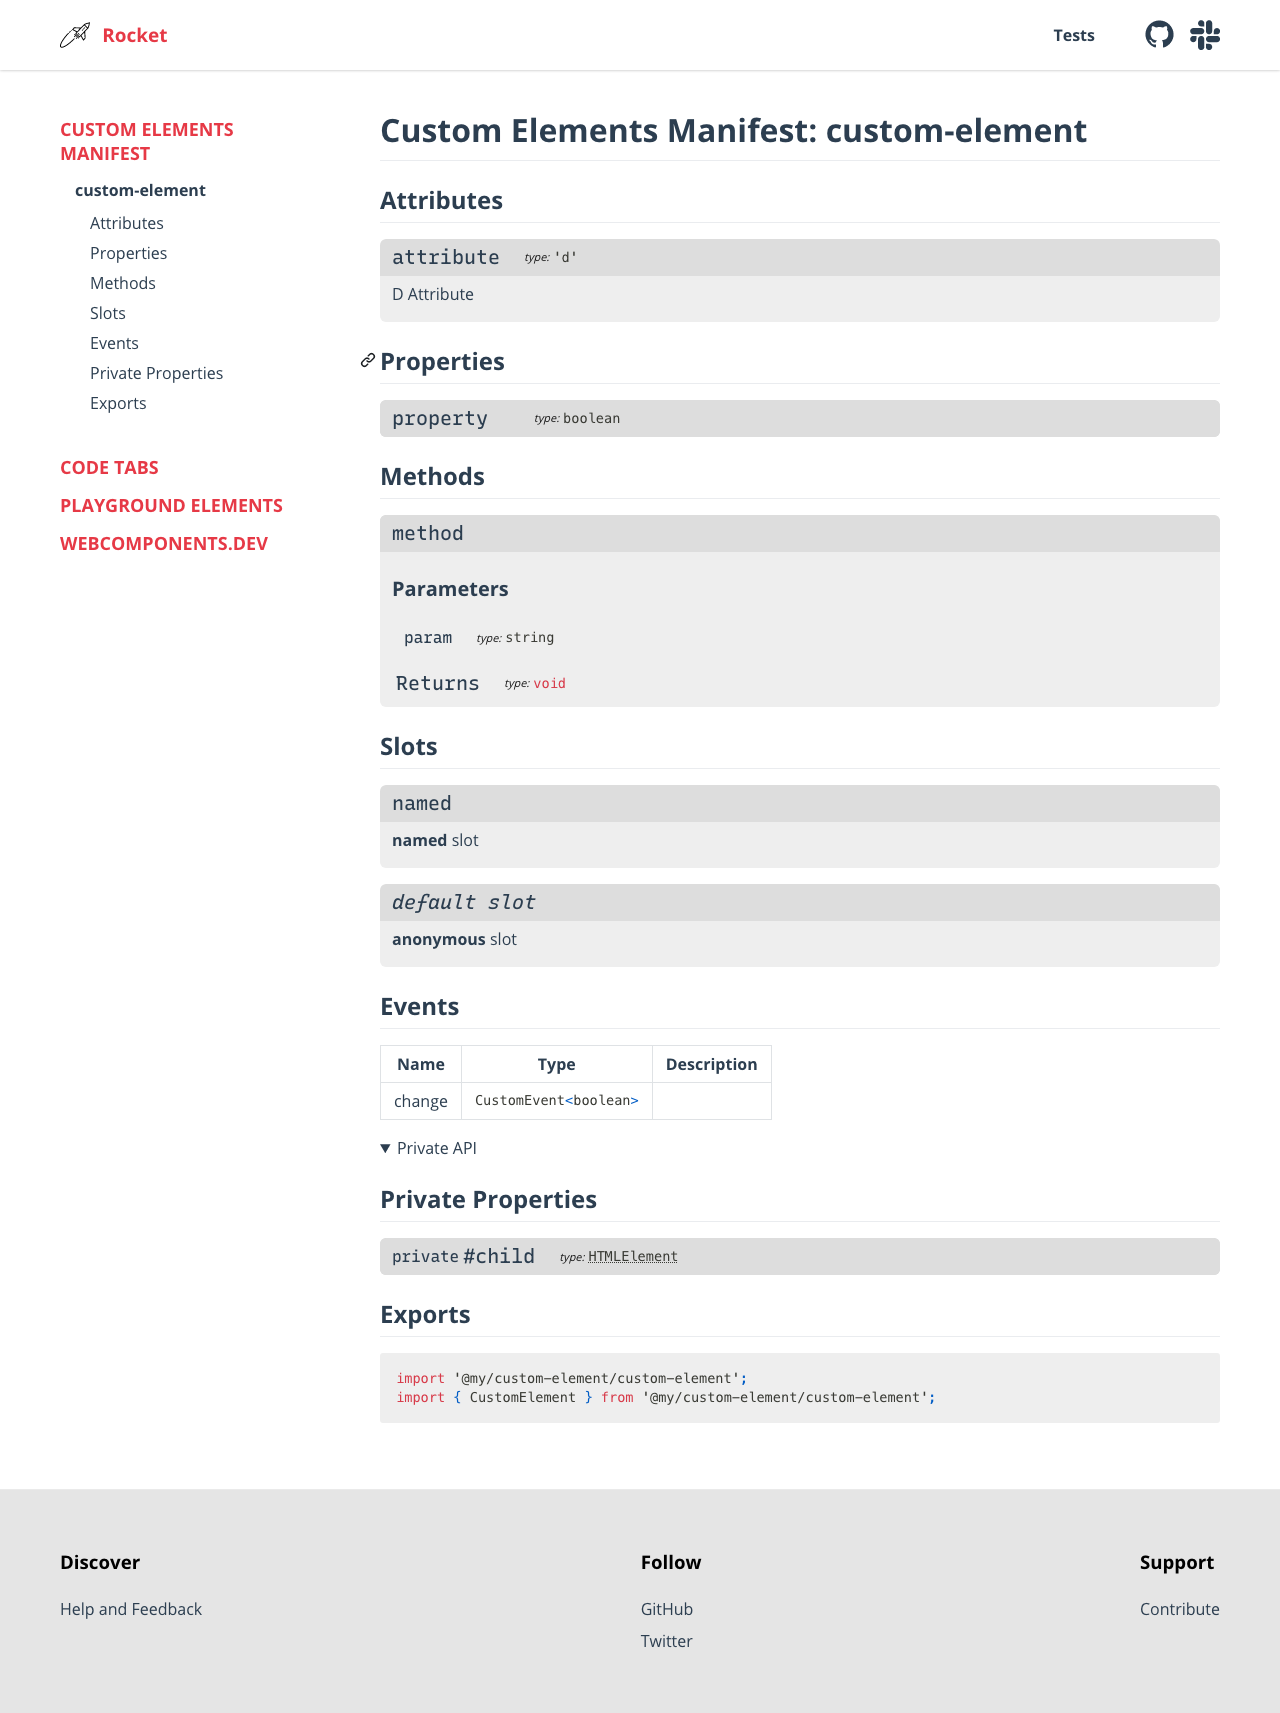 Rocket
Tests
CUSTOM ELEMENTS
MANIFEST
custom-element
Attributes
Properties
Methods
Slots
Events
Private Properties
Exports
CODE TABS
PLAYGROUND ELEMENTS
WEBCOMPONENTS.DEV
Custom Elements Manifest: custom-element
Attributes
attribute type: 'd'
D Attribute
Properties
property type: boolean
Methods
method
Parameters
param type: string
Returns type: void
Slots
named
named slot
default slot
anonymous slot
Events
Name Type Description
change CustomEvent<boolean>
Private API
Private Properties
private #child type: HTMLElement
Exports
import '@my/custom-element/custom-element';
import { CustomElement } from '@my/custom-element/custom-element';
Discover
Help and Feedback
Follow
GitHub
Twitter
Support
Contribute